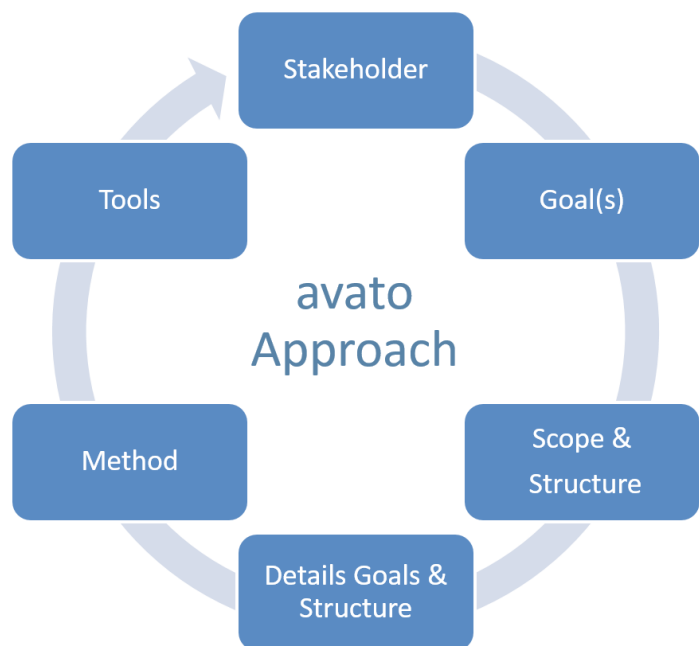 Stakeholder
Goal(s)
Scope &
Structure
Details Goals &
Structure
Method
Tools
avato
Approach